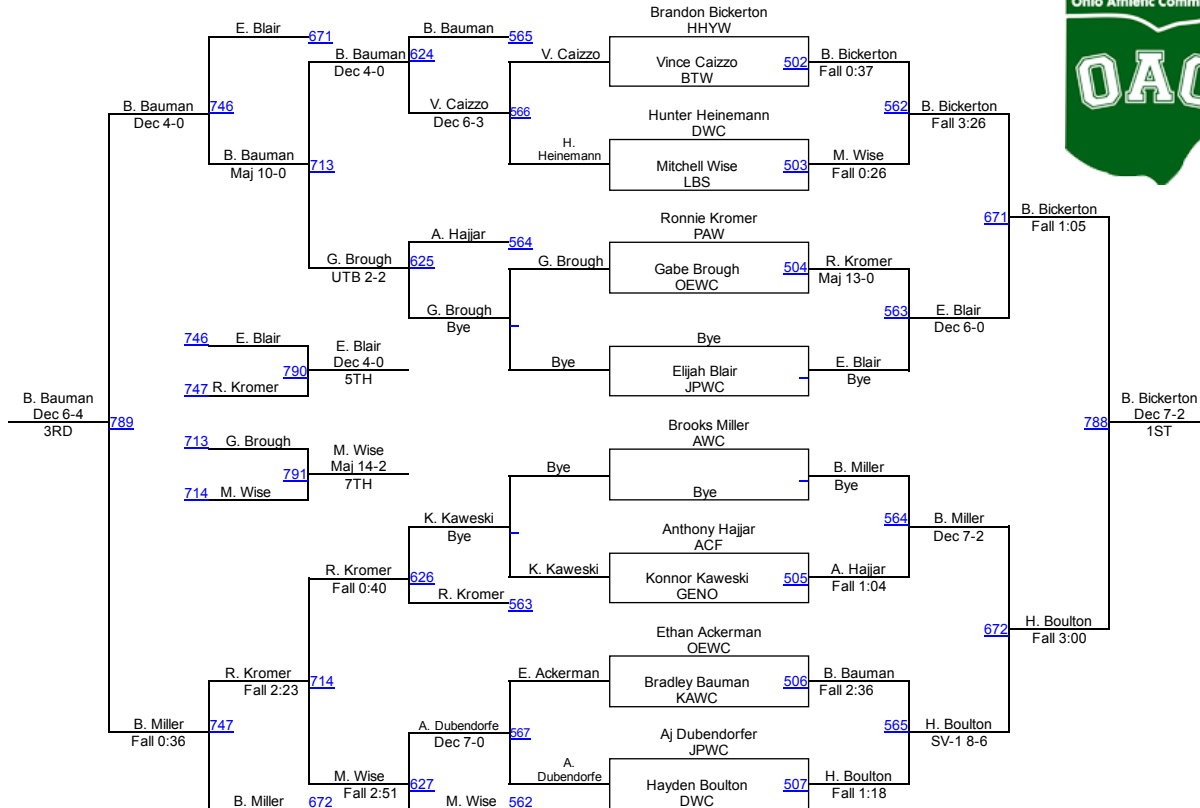 Ohio Athletic Comm
OAC
E. Blair
671
B. Bauman
Dec 4-0
624
B. Bauman
565
V. Caizzo
Brandon Bickerton
HHYW
Vince Caizzo
BTW
502
B. Bickerton
Fall 0:37
B. Bauman
Dec 4-0
746
V. Caizzo
Dec 6-3
566
562
B. Bickerton
Fall 3:26
Hunter Heinemann
DWC
H.
Heinemann
Mitchell Wise
LBS
503
M. Wise
Fall 0:26
B. Bauman
Maj 10-0
713
671
B. Bickerton
Fall 1:05
Ronnie Kromer
PAW
A. Hajjar
564
G. Brough
UTB 2-2
625
G. Brough
Gabe Brough
OEWC
504
R. Kromer
Maj 13-0
G. Brough
Bye
563
E. Blair
Dec 6-0
746
E. Blair
790
E. Blair
Dec 4-0
5TH
747
R. Kromer
Bye
Bye
Elijah Blair
JPWC
E. Blair
Bye
B. Bauman
Dec 6-4
3RD
789
788
B. Bickerton
Dec 7-2
1ST
713
G. Brough
791
M. Wise
Maj 14-2
7TH
714
M. Wise
Brooks Miller
AWC
Bye
Bye
B. Miller
Bye
K. Kaweski
Bye
564
B. Miller
Dec 7-2
Anthony Hajjar
ACF
R. Kromer
Fall 0:40
626
K. Kaweski
Konnor Kaweski
GENO
505
A. Hajjar
Fall 1:04
R. Kromer
563
672
H. Boulton
Fall 3:00
Ethan Ackerman
OEWC
R. Kromer
Fall 2:23
714
E. Ackerman
Bradley Bauman
KAWC
506
B. Bauman
Fall 2:36
B. Miller
Fall 0:36
747
A. Dubendorfe
Dec 7-0
567
565
H. Boulton
SV-1 8-6
Aj Dubendorfer
JPWC
M. Wise
Fall 2:51
627
A.
Dubendorfe
Hayden Boulton
DWC
507
H. Boulton
Fall 1:18
B. Miller
672
M. Wise
562